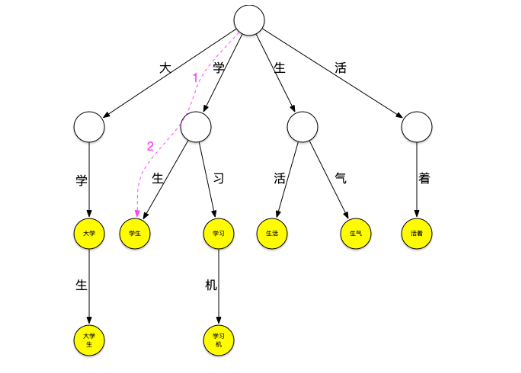 大
学
生
活
1
2
学
生
习
活
气
着
大学
学生
学习
生活
生气
活着
生
机
大学
生
学习
机